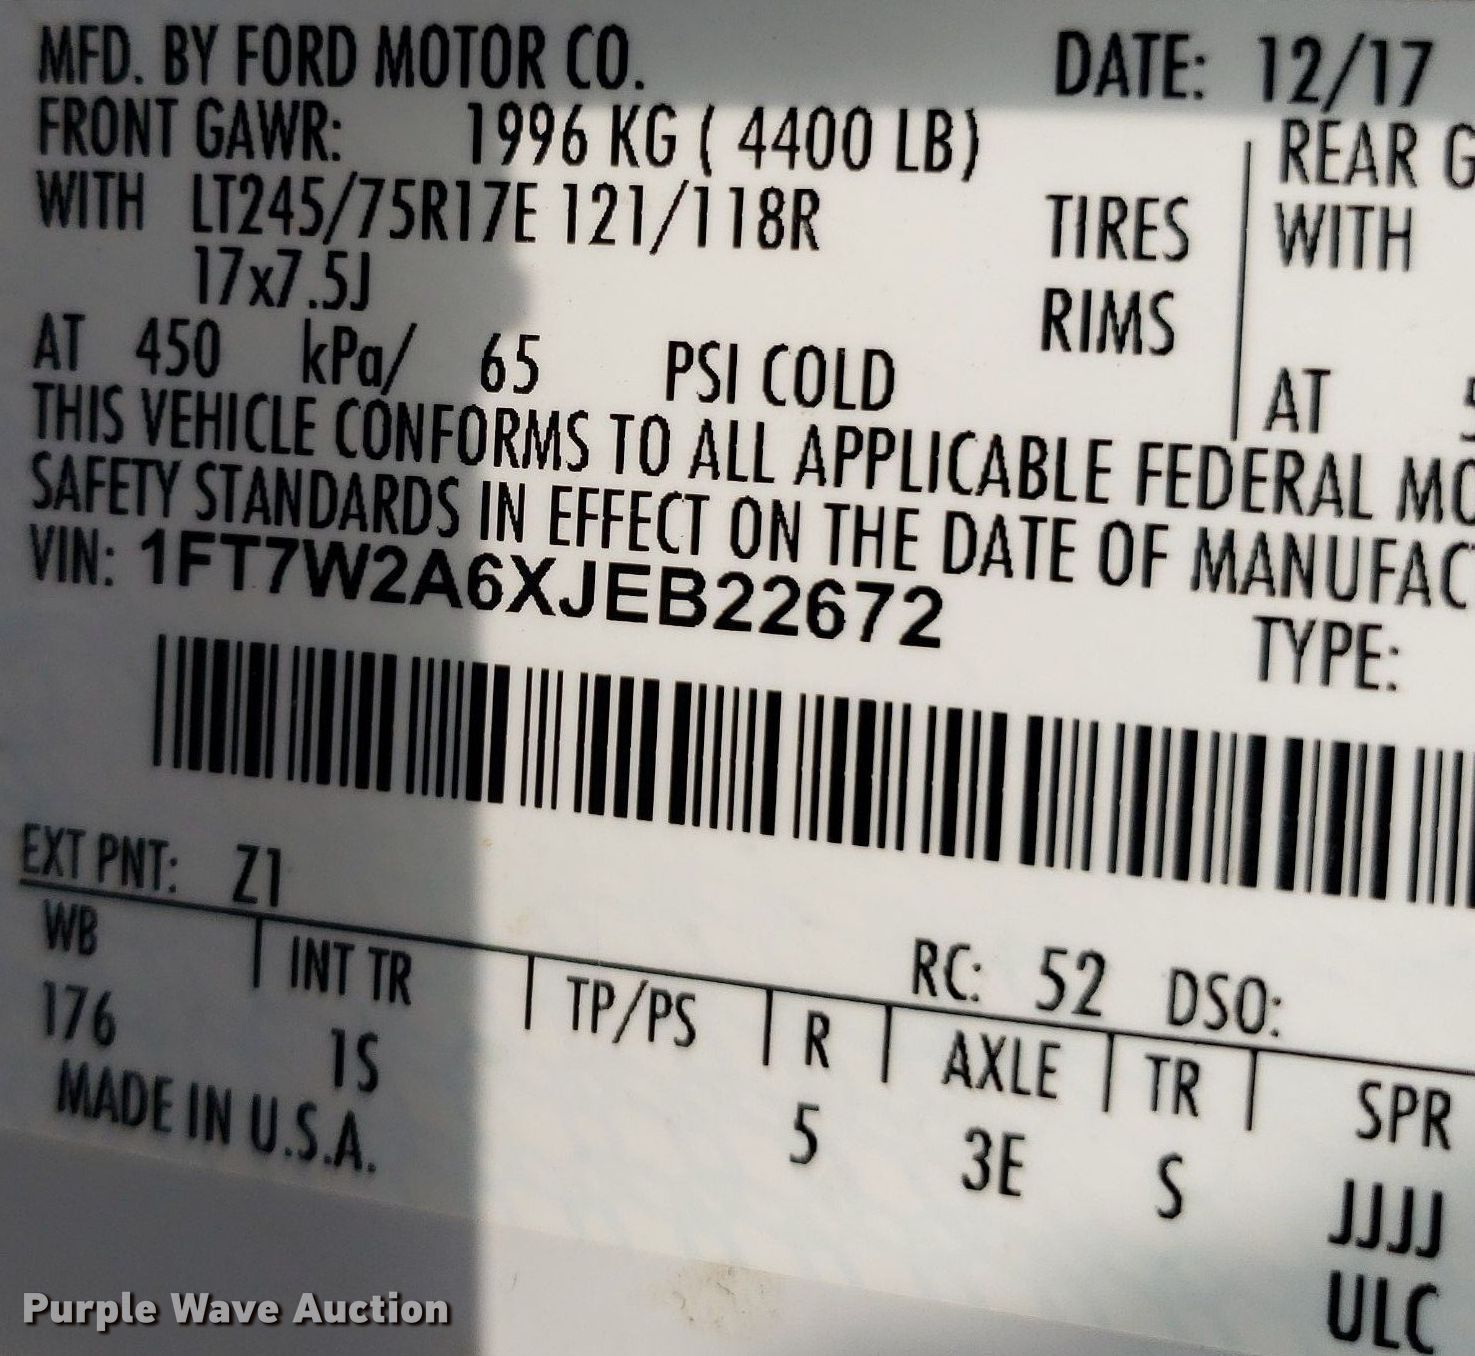 MFD. BY FORD MOTOR CO. DATE: 12/17
FRONT GAWR: 1996 KG ( 4400 LB) REAR G
WITH LT245/75R17E 121/118R TIRES WITH
17x7.5J RIMS
AT 450 kPa/ 65 PSI COLD AT
THIS VEHICLE CONFORMS TO ALL APPLICABLE FEDERAL MO
SAFETY STANDARDS IN EFFECT ON THE DATE OF MANUFAC
VIN: 1FT7W2A6XJEB22672 TYPE:
EXT PNT: Z1 RC: 52 DSO:
WB INT TR TP/PS R AXLE TR SPR
176 1S 5 3E S JJJJ
MADE IN U.S.A. ULC
Purple Wave Auction